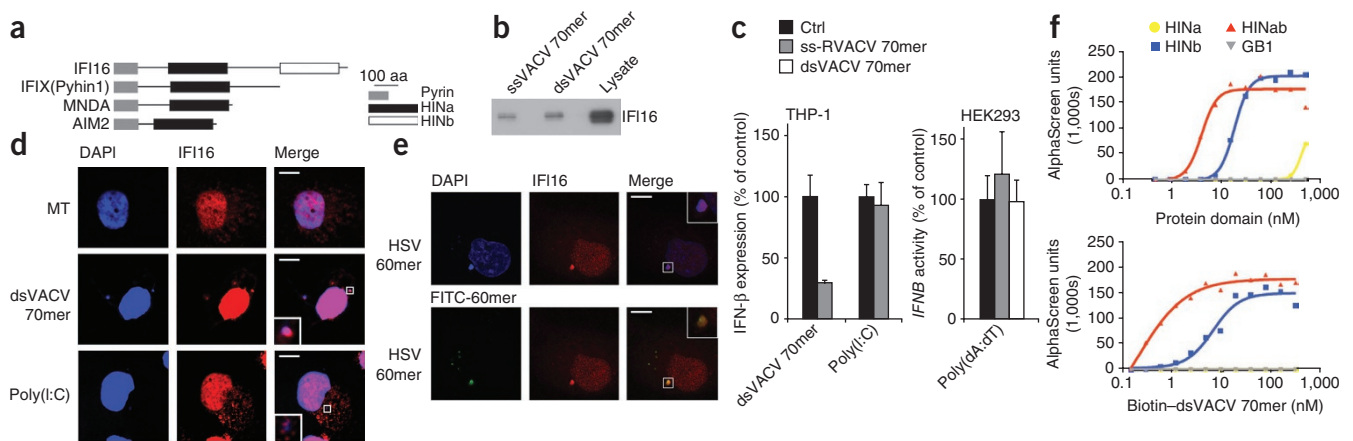 a
IFI16
IFIX(Pyhin1)
MNDA
AIM2
100 aa
Pyrin
HINa
HINb
b
ssVACV 70mer
dsVACV 70mer
Lysate
IFI16
c
Ctrl
ss-RVACV 70mer
dsVACV 70mer
THP-1
IFN-β expression (% of control)
150
100
50
0
dsVACV 70mer
Poly(I:C)
HEK293
IFNB activity (% of control)
150
100
50
0
Poly(dA:dT)
d
DAPI IFI16 Merge
MT
dsVACV
70mer
Poly(I:C)
e
DAPI IFI16 Merge
HSV
60mer
FITC-60mer
HSV
60mer
f
HINa HINab
HINb GB1
AlphaScreen units
(1,000s)
250
200
150
100
50
0
0.1 1 10 100 1,000
Protein domain (nM)
AlphaScreen units
(1,000s)
250
200
150
100
50
0
0.1 1 10 100 1,000
Biotin–dsVACV 70mer (nM)